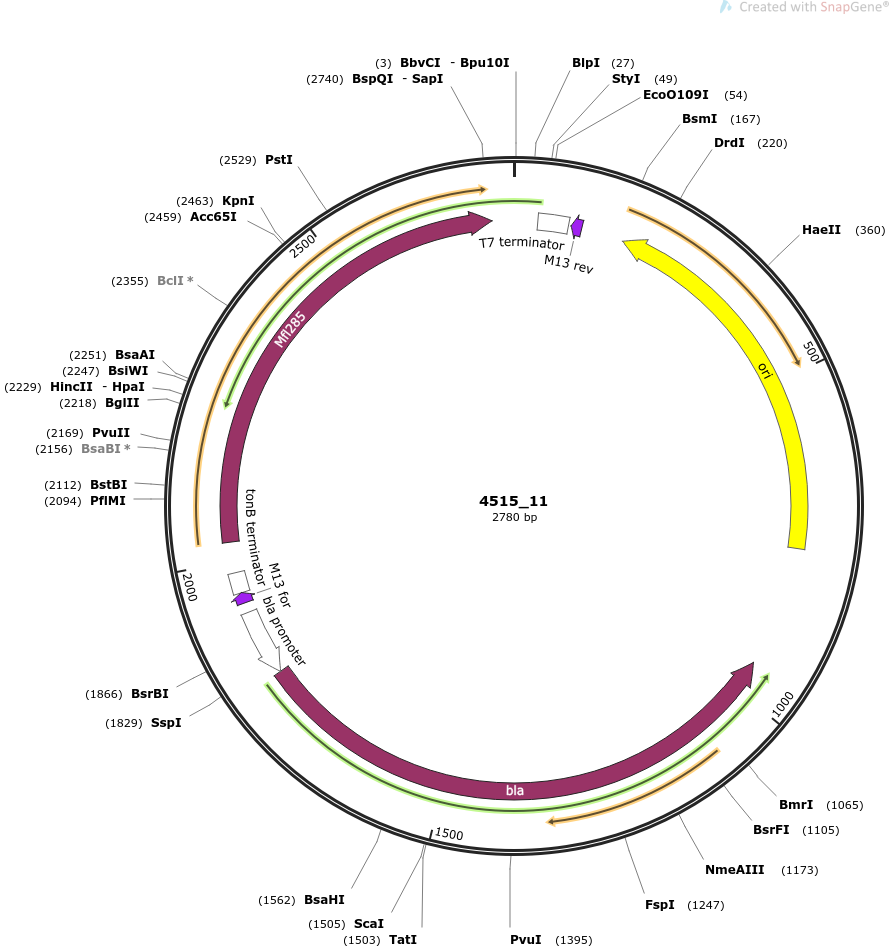 Created with SnapGene®
(3) BbvCI - Bpu10I
(2740) BspQI - SapI
BlpI (27)
StyI (49)
EcoO109I (54)
BsmI (167)
DrdI (220)
HaeII (360)
(2529) PstI
(2463) KpnI
(2459) Acc65I
(2355) BclI *
(2251) BsaAI
(2247) BsiWI
(2229) HincII - HpaI
(2218) BglII
(2169) PvuII
(2156) BsaBI *
(2112) BstBI
(2094) PflMI
(1866) BsrBI
(1829) SspI
(1562) BsaHI
(1505) ScaI
(1503) TatI
PvuI (1395)
FspI (1247)
NmeAIII (1173)
BsrFI (1105)
BmrI (1065)
2500
500
2000
1000
1500
T7 terminator
M13 rev
Mfl285
ori
tonB terminator
M13 for
bla promoter
bla
4515_11
2780 bp